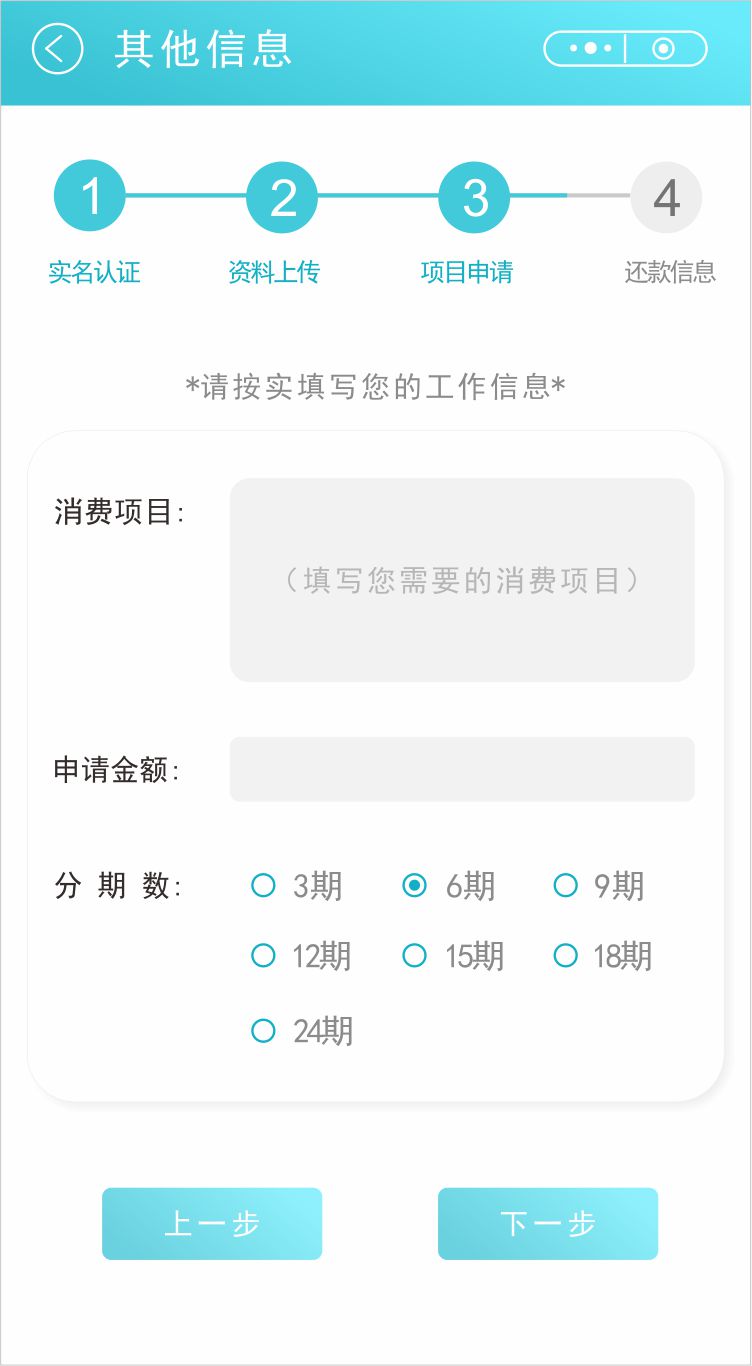 其他信息
1 2 3 4
实名认证 资料上传 项目申请 还款信息
*请按实填写您的工作信息*
消费项目:
（填写您需要的消费项目）
申请金额:
分 期 数: 3期 6期 9期
12期 15期 18期
24期
上一步 下一步